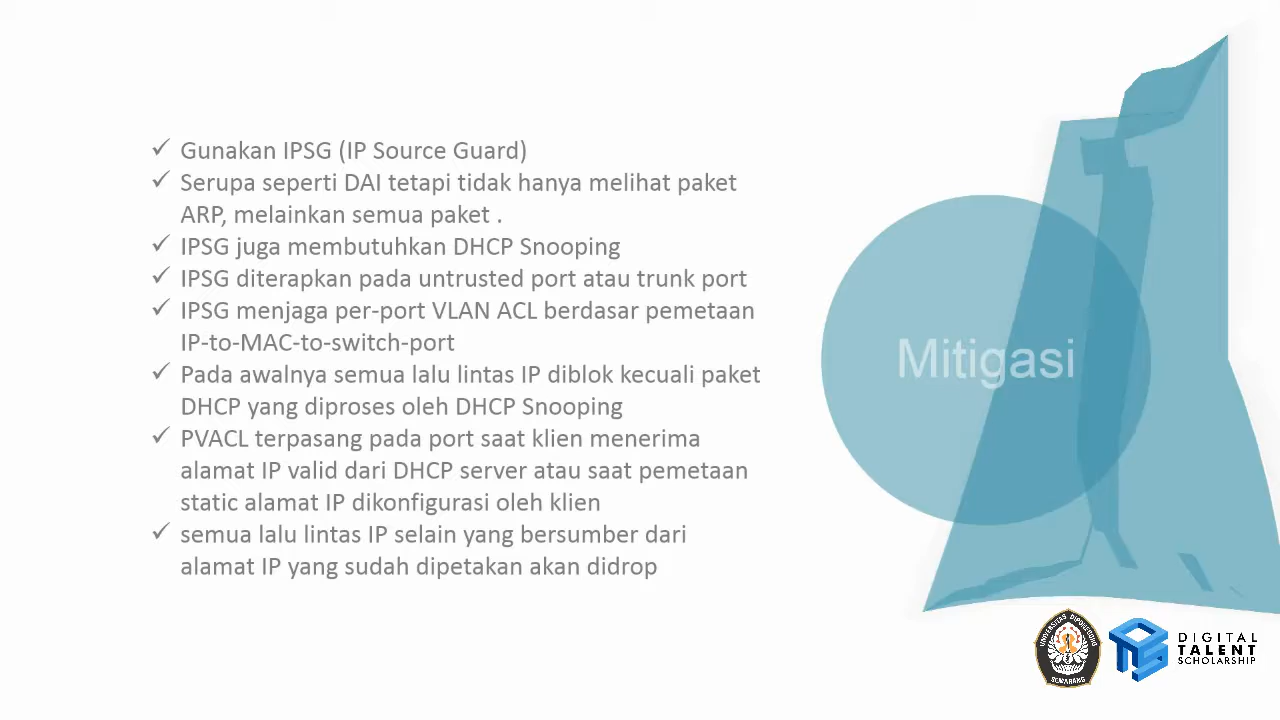 ✓ Gunakan IPSG (IP Source Guard)
✓ Serupa seperti DAI tetapi tidak hanya melihat paket
ARP, melainkan semua paket .
✓ IPSG juga membutuhkan DHCP Snooping
✓ IPSG diterapkan pada untrusted port atau trunk port
✓ IPSG menjaga per-port VLAN ACL berdasar pemetaan
IP-to-MAC-to-switch-port
✓ Pada awalnya semua lalu lintas IP diblok kecuali paket
DHCP yang diproses oleh DHCP Snooping
✓ PVACL terpasang pada port saat klien menerima
alamat IP valid dari DHCP server atau saat pemetaan
static alamat IP dikonfigurasi oleh klien
✓ semua lalu lintas IP selain yang bersumber dari
alamat IP yang sudah dipetakan akan didrop
Mitigasi
UNIVERSITAS DIPONEGORO
SEMARANG
DIGITAL
TALENT
SCHOLARSHIP